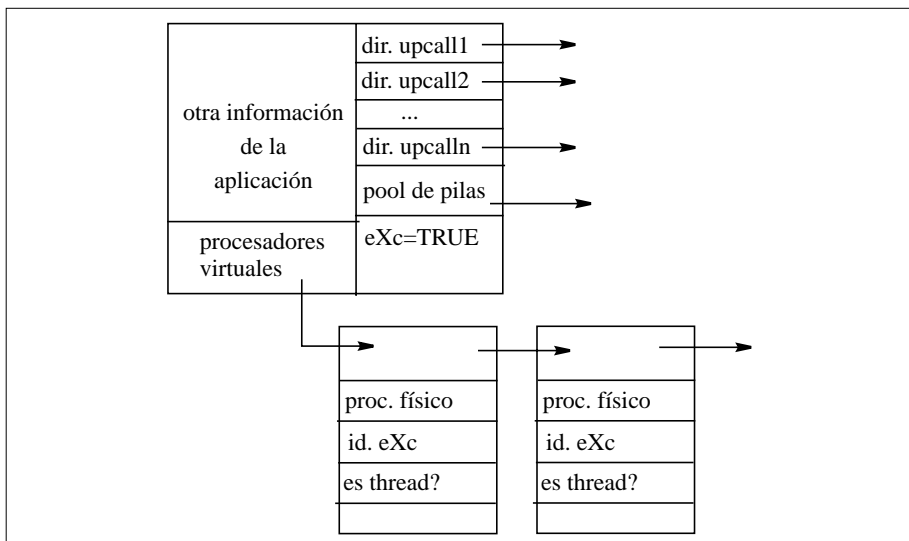 dir. upcall1
dir. upcall2
...
dir. upcalln
pool de pilas
eXc=TRUE
otra información
de la
aplicación
procesadores
virtuales
proc. físico
id. eXc
es thread?
proc. físico
id. eXc
es thread?